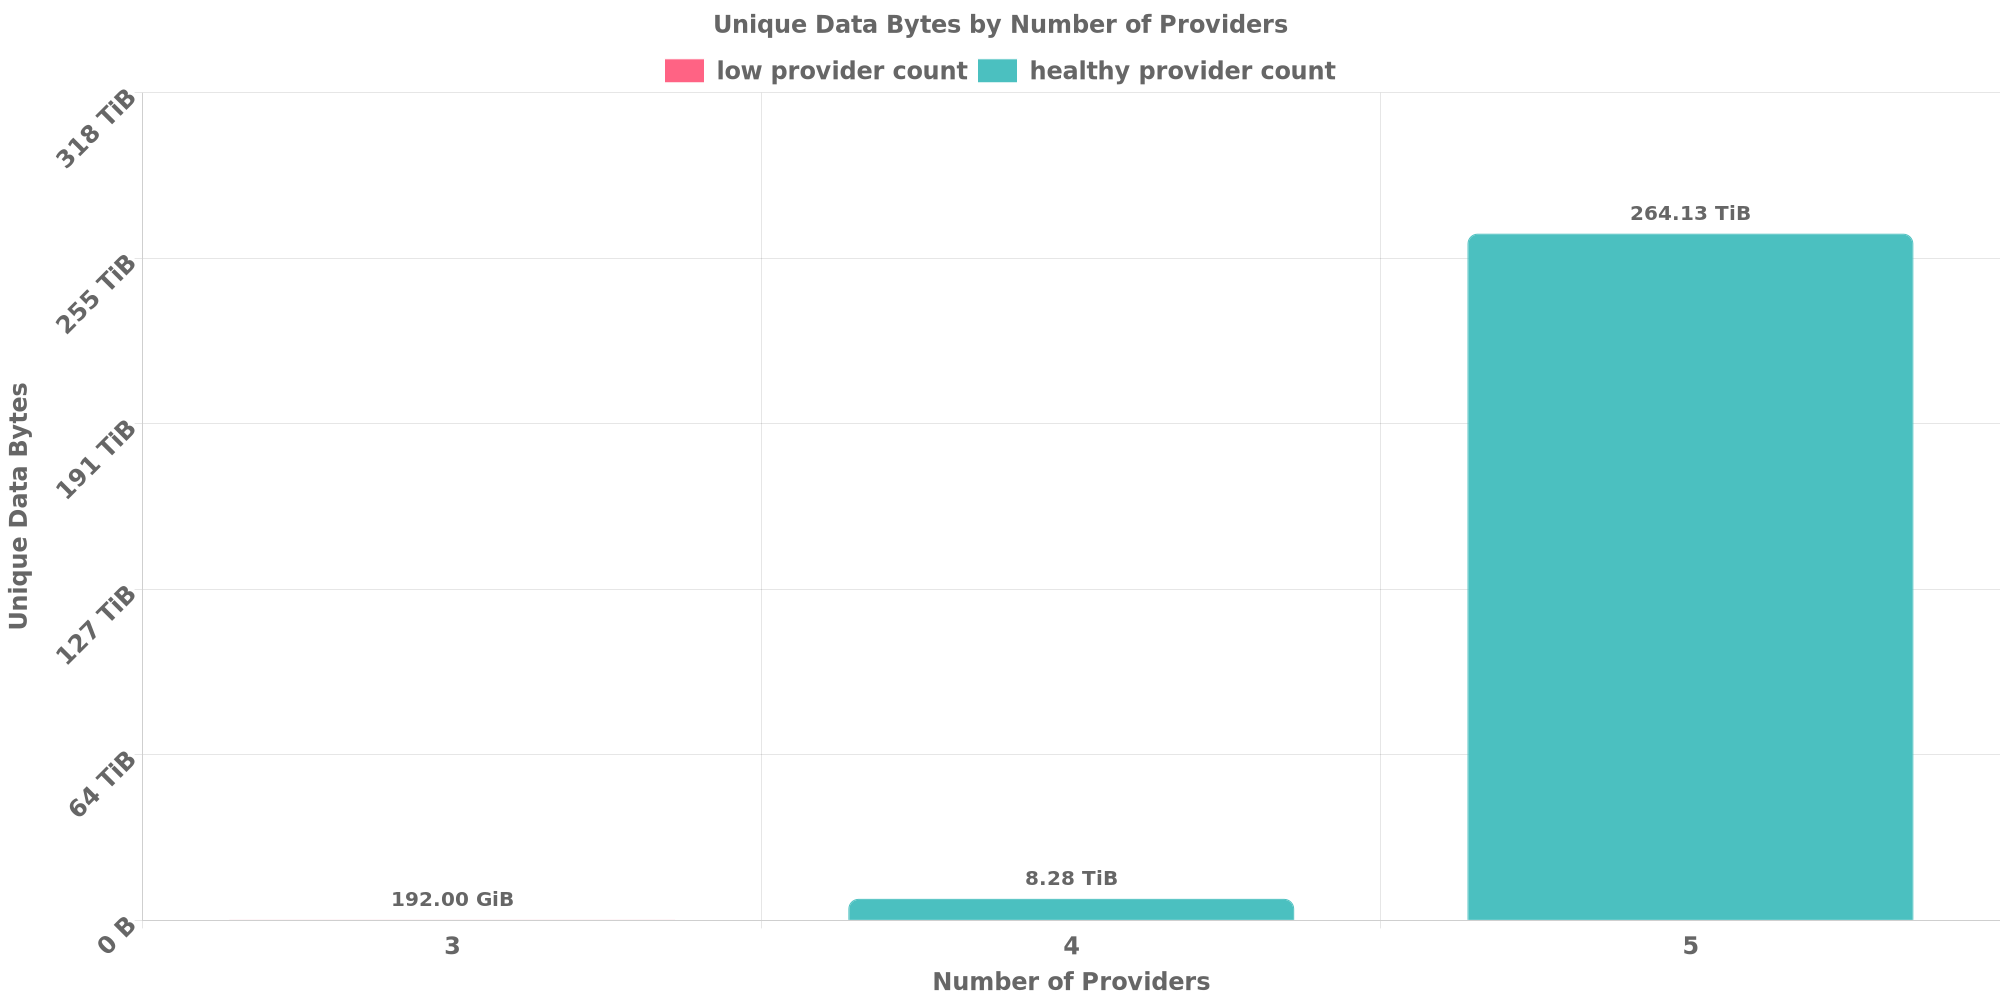 Unique Data Bytes by Number of Providers
low provider count healthy provider count
318 TiB
255 TiB
191 TiB
127 TiB
64 TiB
0 B
Unique Data Bytes
192.00 GiB
8.28 TiB
264.13 TiB
3 4 5
Number of Providers